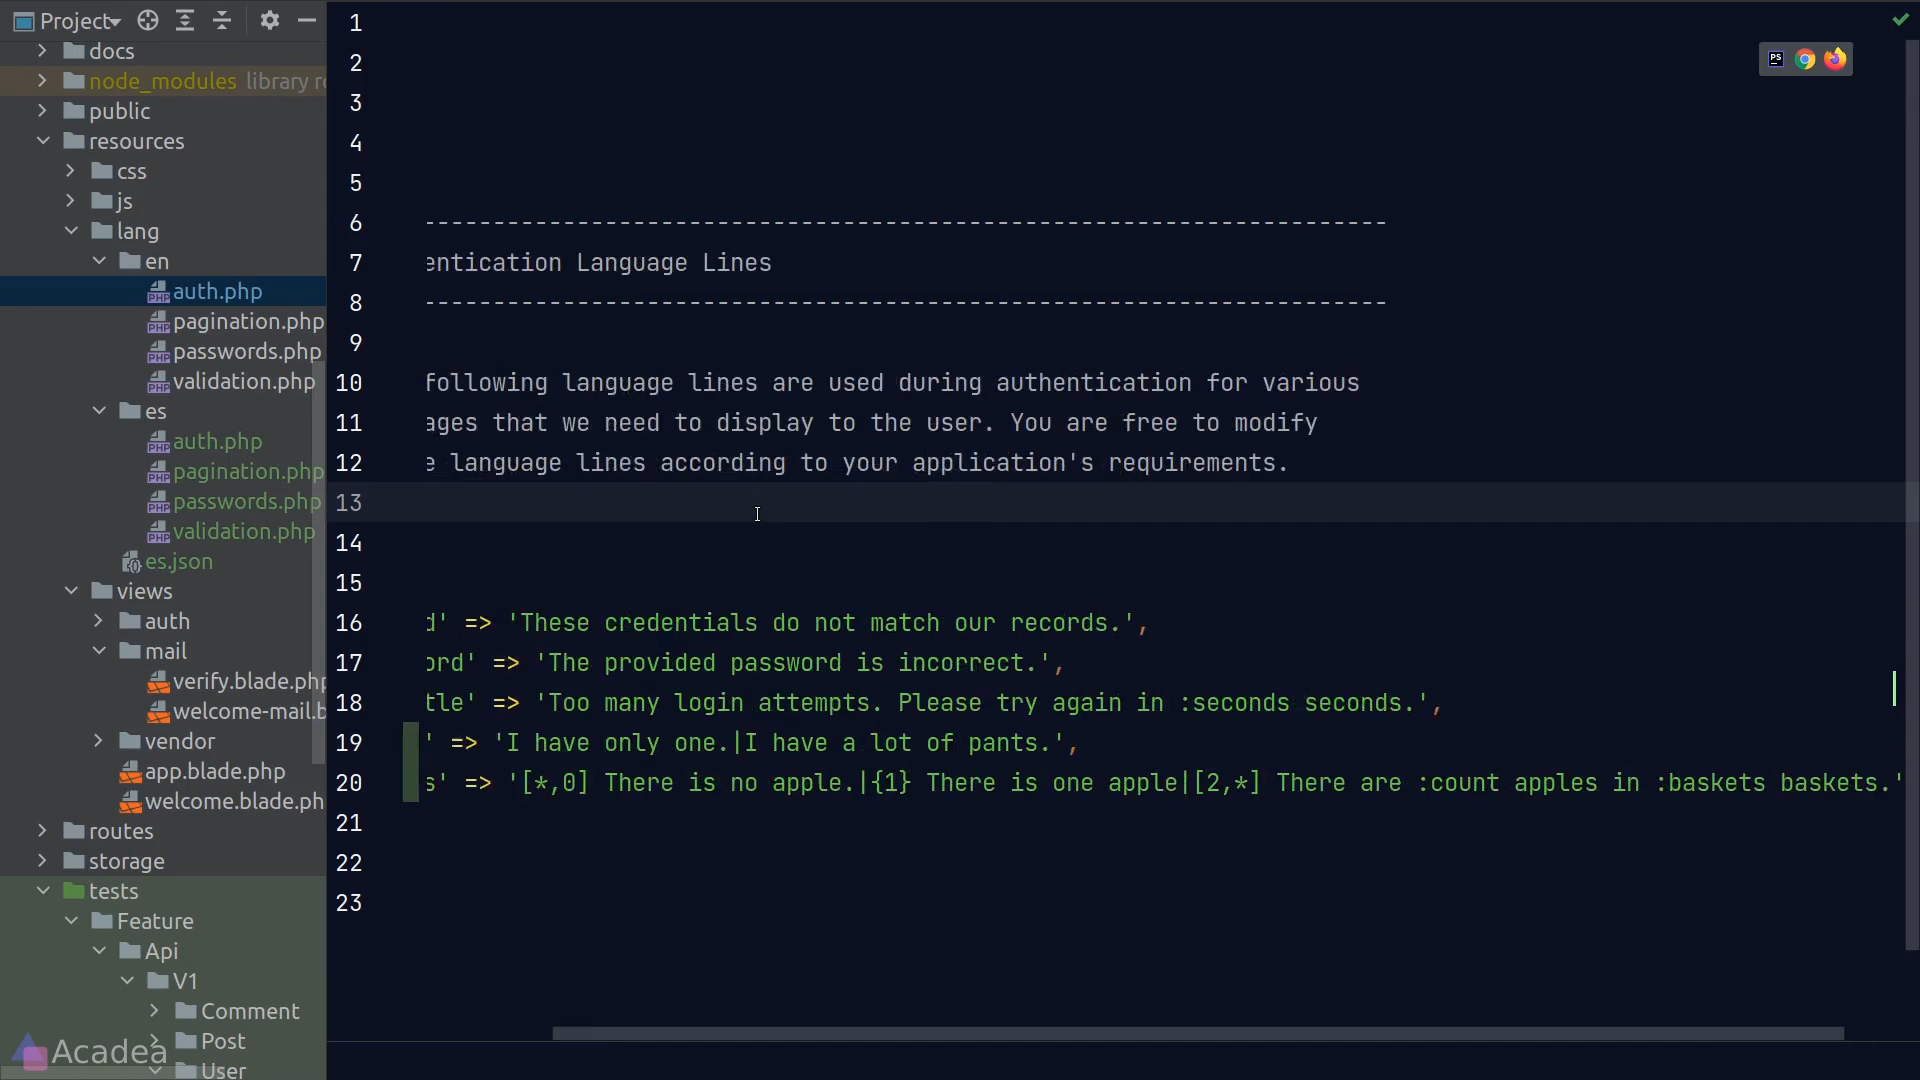 Project
docs
node_modules library r
public
resources
css
js
lang
en
auth.php
pagination.php
passwords.php
validation.php
es
auth.php
pagination.php
passwords.php
validation.php
es.json
views
auth
mail
verify.blade.php
welcome-mail.b
vendor
app.blade.php
welcome.blade.ph
routes
storage
tests
Feature
Api
V1
Comment
Post
User
Acadea
PS
1
2
3
4
5
6 ---------------------------------------------------------------------
7 entication Language Lines
8 ---------------------------------------------------------------------
9
10 following language lines are used during authentication for various
11 ages that we need to display to the user. You are free to modify
12 e language lines according to your application's requirements.
13
14
15
16 d' => 'These credentials do not match our records.',
17 ord' => 'The provided password is incorrect.',
18 tle' => 'Too many login attempts. Please try again in :seconds seconds.',
19 ' => 'I have only one.|I have a lot of pants.',
20 s' => '[*,0] There is no apple.|{1} There is one apple|[2,*] There are :count apples in :baskets baskets.'
21
22
23